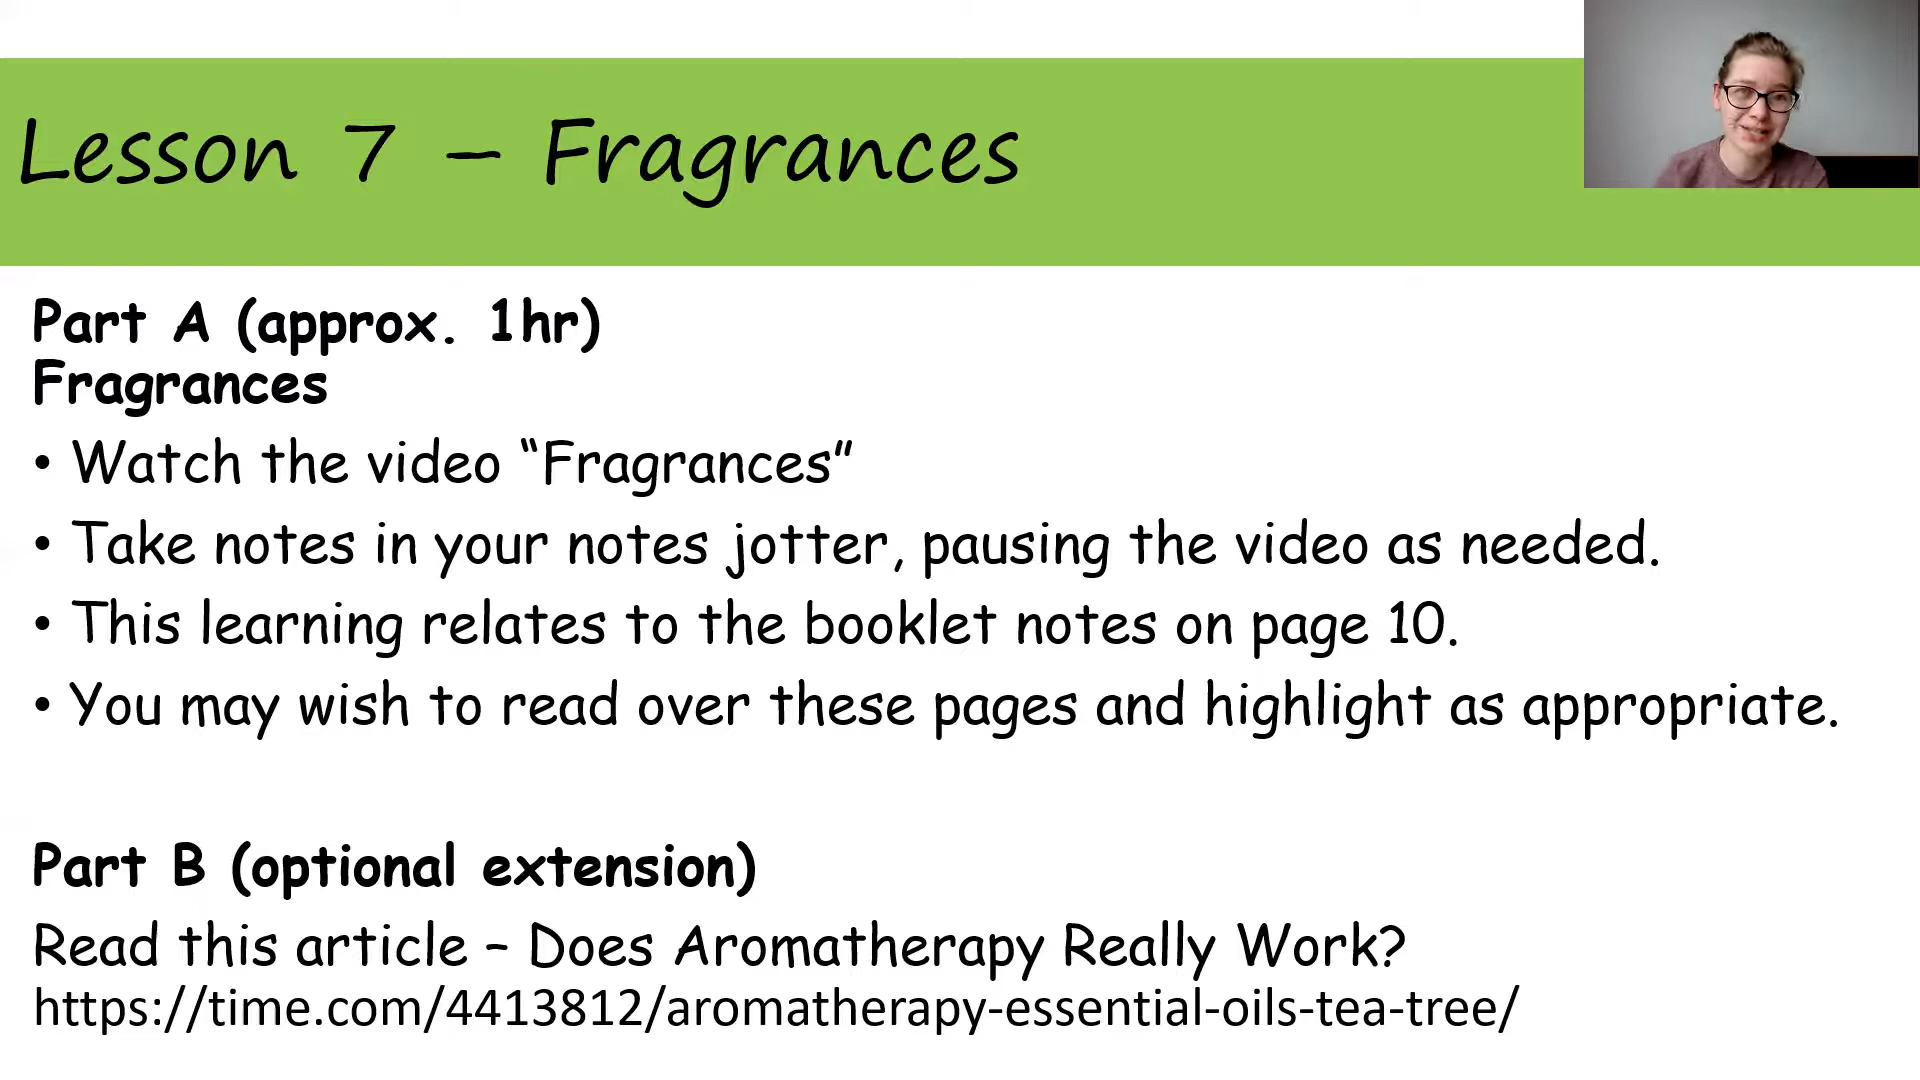 Lesson 7 – Fragrances
Part A (approx. 1hr)
Fragrances
• Watch the video “Fragrances”
• Take notes in your notes jotter, pausing the video as needed.
• This learning relates to the booklet notes on page 10.
• You may wish to read over these pages and highlight as appropriate.
Part B (optional extension)
Read this article – Does Aromatherapy Really Work?
https://time.com/4413812/aromatherapy-essential-oils-tea-tree/